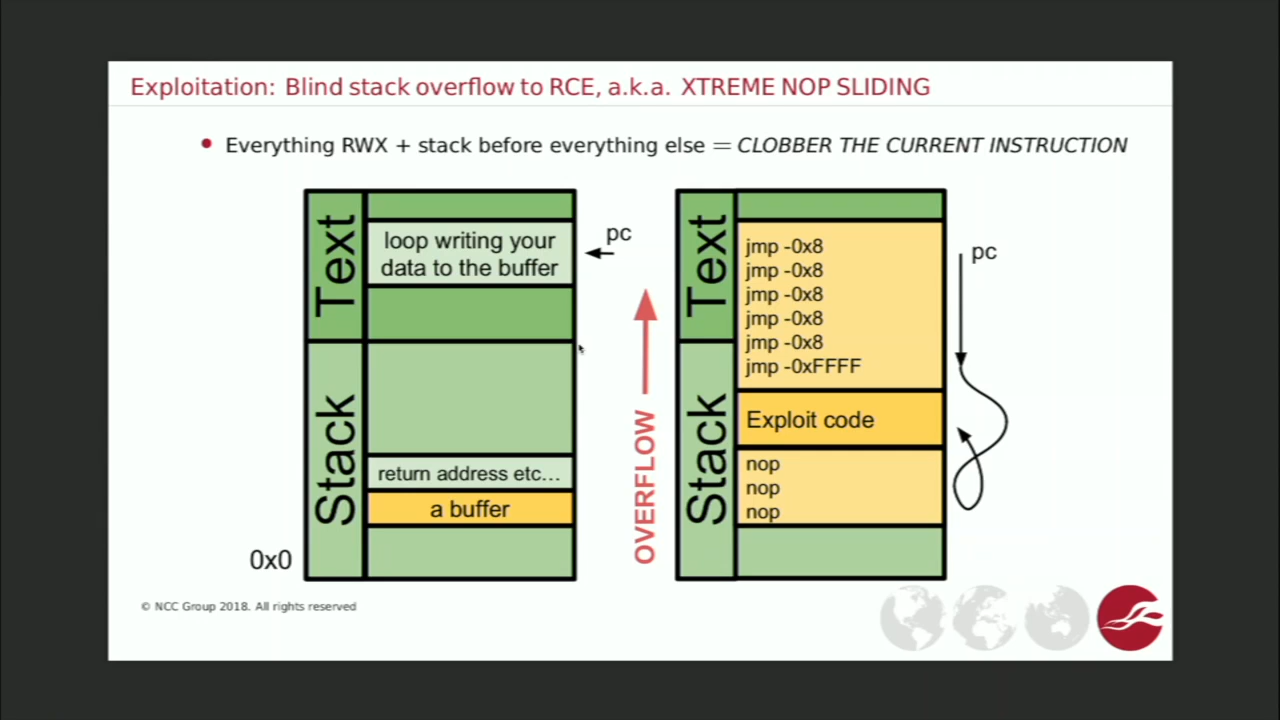 Exploitation: Blind stack overflow to RCE, a.k.a. XTREME NOP SLIDING
• Everything RWX + stack before everything else = CLOBBER THE CURRENT INSTRUCTION
Text
loop writing your
data to the buffer
pc
Stack
return address etc...
a buffer
0x0
OVERFLOW
Text
jmp -0x8
jmp -0x8
jmp -0x8
jmp -0x8
jmp -0x8
jmp -0xFFFF
pc
Stack
Exploit code
nop
nop
nop
© NCC Group 2018. All rights reserved